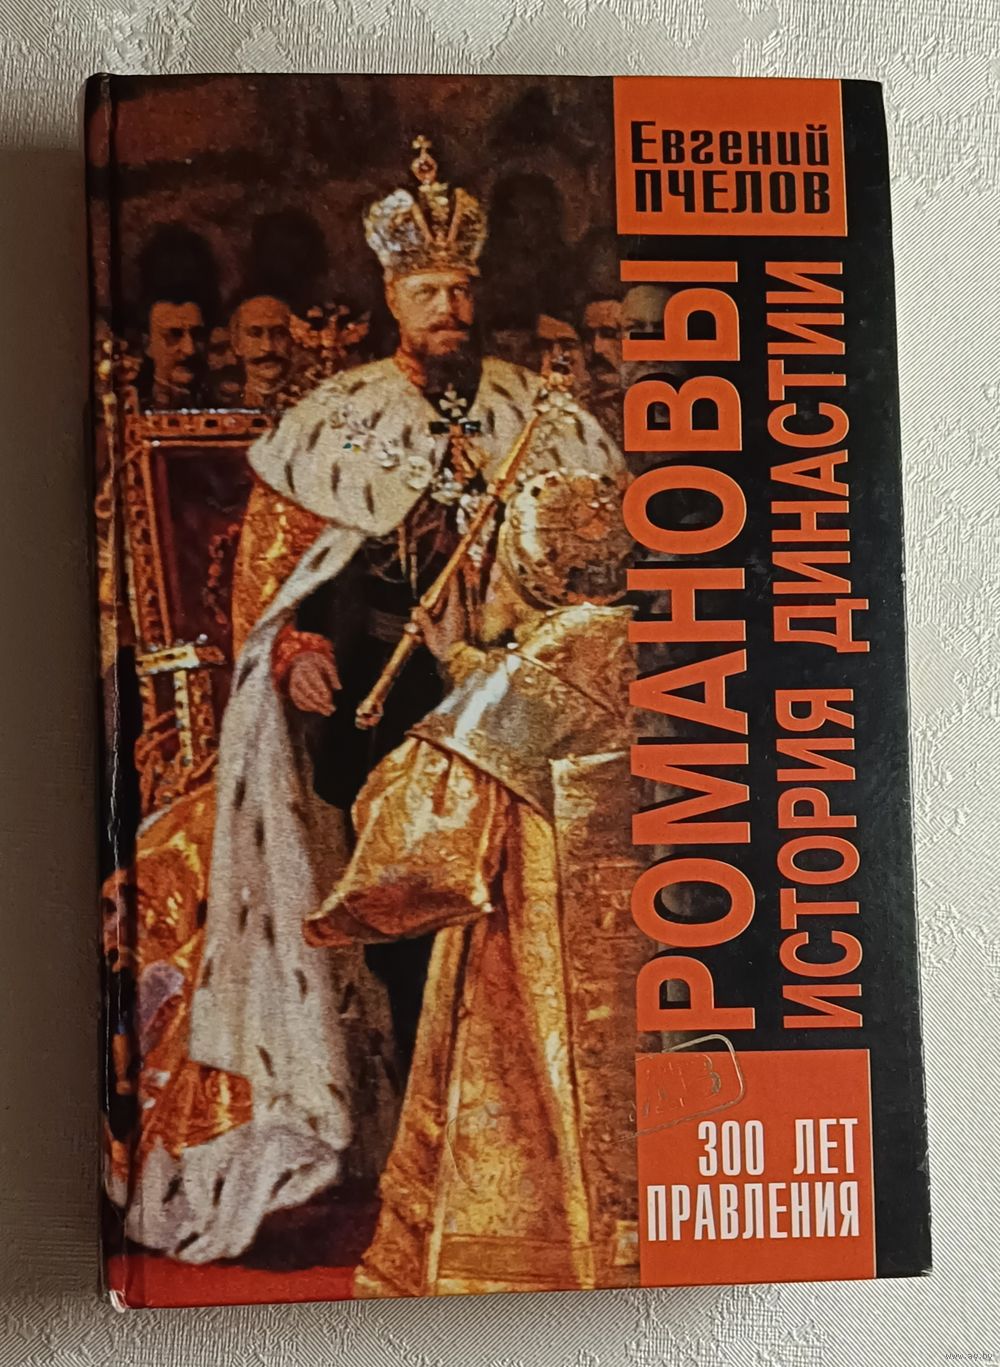 Евгений
ПЧЕЛОВ
РОМАНОВЫ
ИСТОРИЯ ДИНАСТИИ
300 ЛЕТ
ПРАВЛЕНИЯ